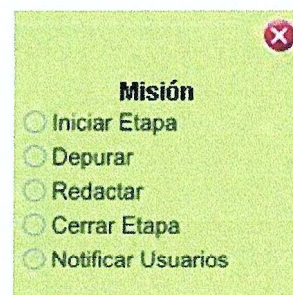 Misión
Iniciar Etapa
Depurar
Redactar
Cerrar Etapa
Notificar Usuarios